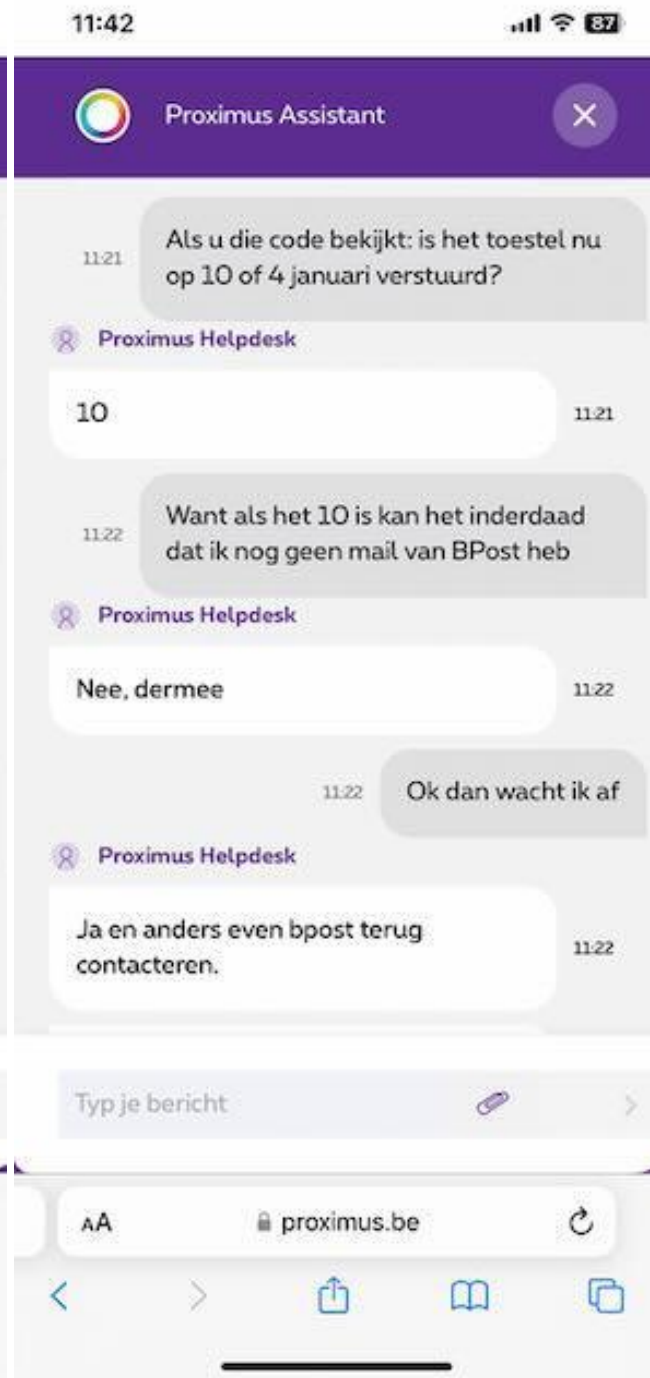 11:42
87
Proximus Assistant
Als u die code bekijkt: is het toestel nu
op 10 of 4 januari verstuurd?
11:21
Proximus Helpdesk
10
11:21
Want als het 10 is kan het inderdaad
dat ik nog geen mail van BPost heb
11:22
Proximus Helpdesk
Nee, dermee
11:22
11:22
Ok dan wacht ik af
Proximus Helpdesk
Ja en anders even bpost terug
contacteren.
11:22
Typ je bericht
AA
proximus.be